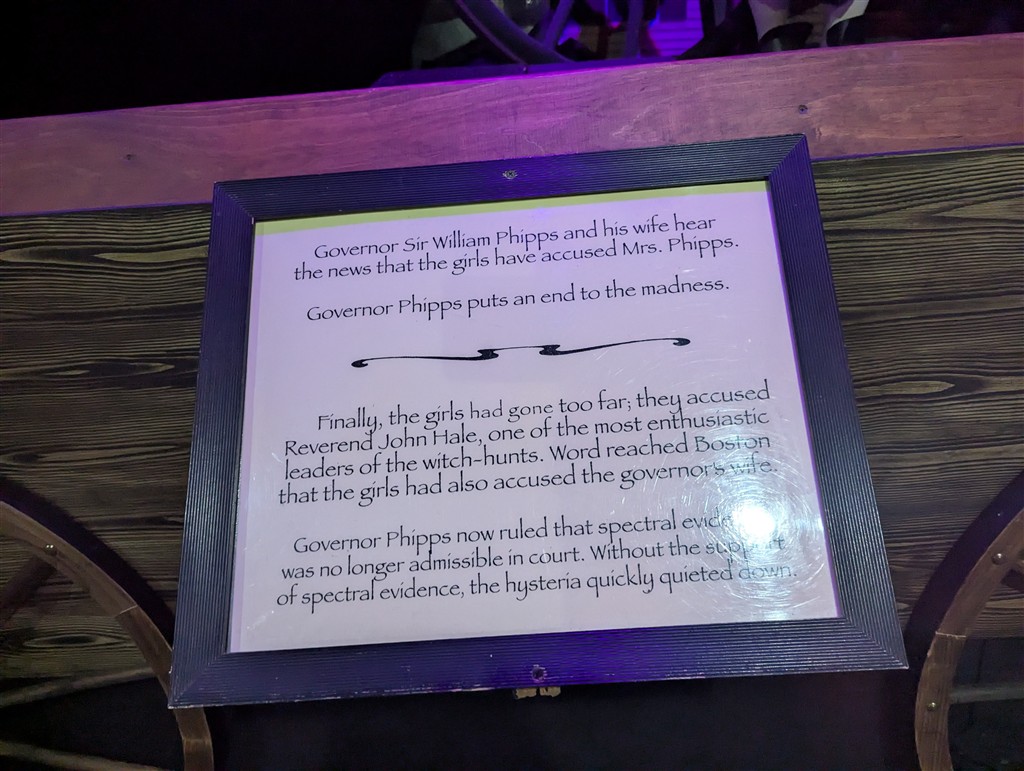 Governor Sir William Phipps and his wife hear
the news that the girls have accused Mrs. Phipps.
Governor Phipps puts an end to the madness.
Finally, the girls had gone too far; they accused
Reverend John Hale, one of the most enthusiastic
leaders of the witch-hunts. Word reached Boston
that the girls had also accused the governor's wife.
Governor Phipps now ruled that spectral evidence
was no longer admissible in court. Without the support
of spectral evidence, the hysteria quickly quieted down.